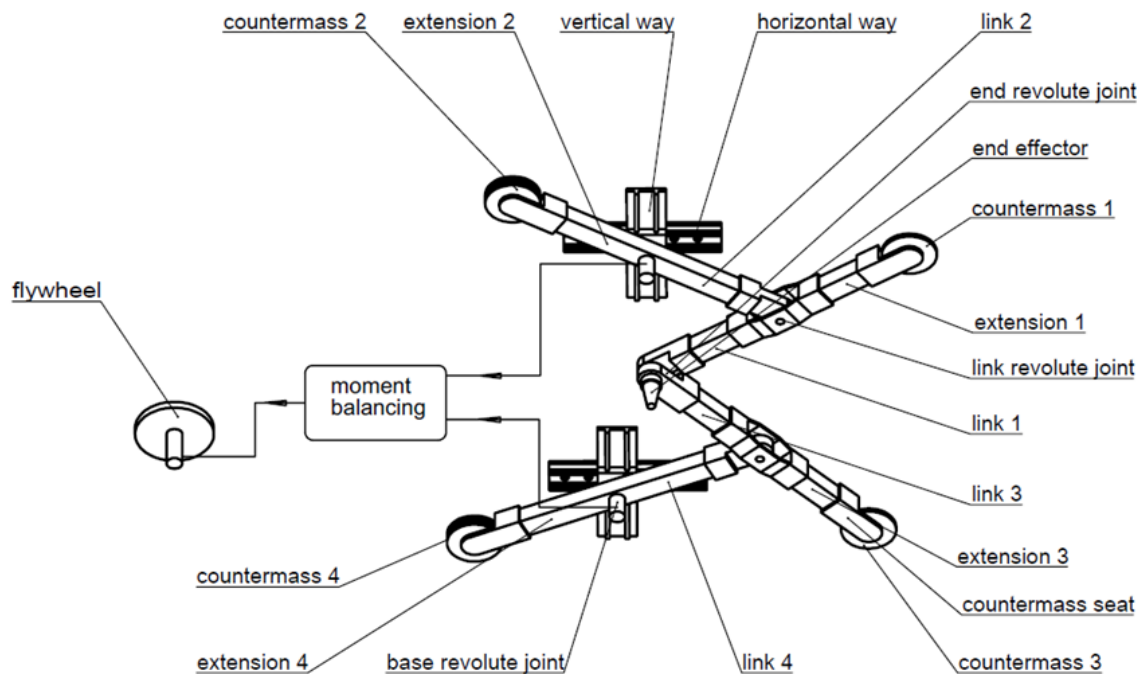 countermass 2
extension 2
vertical way
horizontal way
link 2
end revolute joint
end effector
countermass 1
flywheel
extension 1
moment
balancing
link revolute joint
link 1
link 3
extension 3
countermass 4
countermass seat
extension 4
base revolute joint
link 4
countermass 3